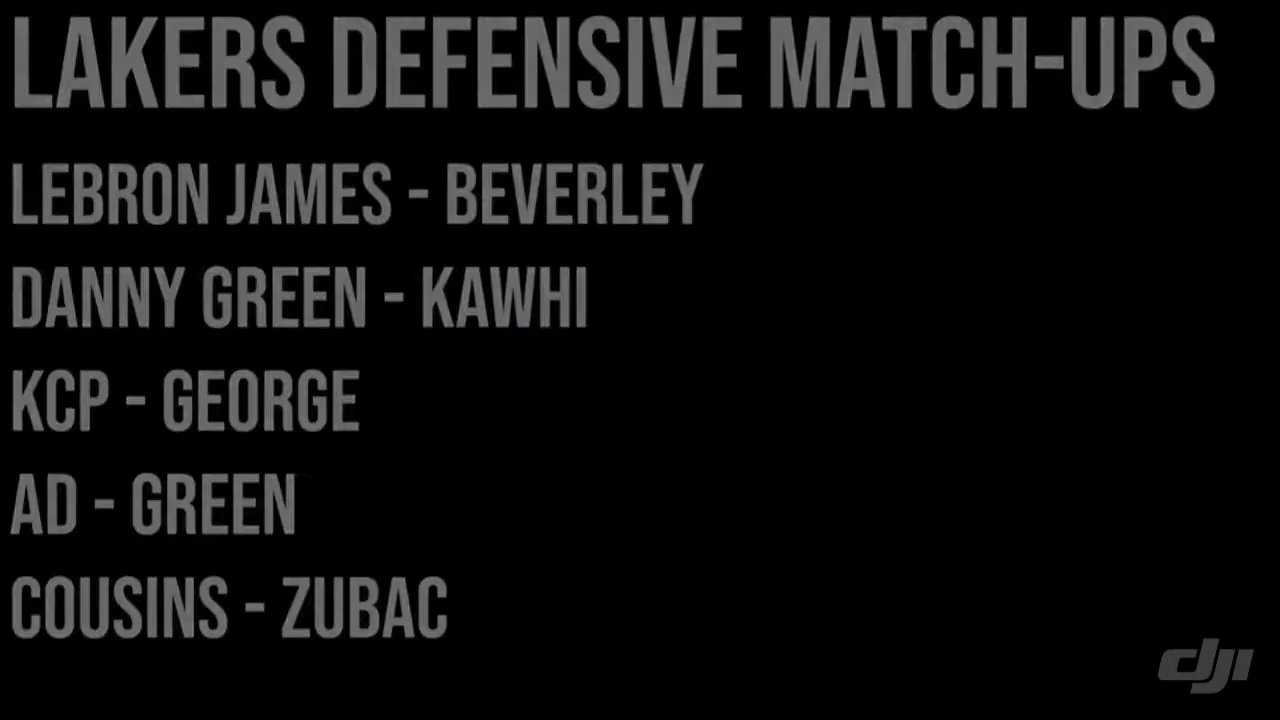 LAKERS DEFENSIVE MATCH-UPS
LEBRON JAMES - BEVERLEY
DANNY GREEN - KAWHI
KCP - GEORGE
AD - GREEN
COUSINS - ZUBAC
dji